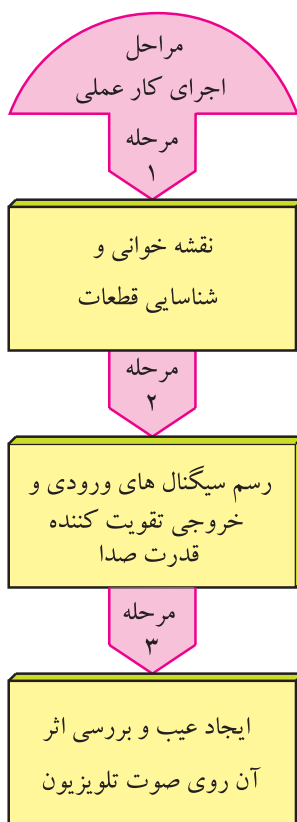 مراحل
اجرای کار عملی
مرحله
۱
نقشه خوانی و
شناسایی قطعات
مرحله
۲
رسم سیگنال های ورودی و
خروجی تقویت کننده
قدرت صدا
مرحله
۳
ایجاد عیب و بررسی اثر
آن روی صوت تلویزیون